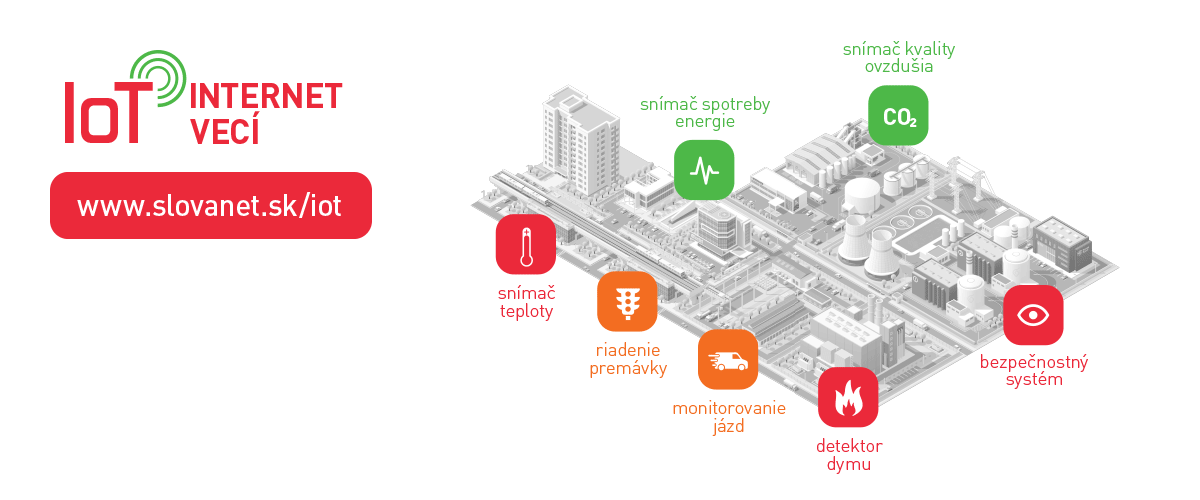 IoT INTERNET
VECÍ
www.slovanet.sk/iot
snímač kvality
ovzdušia
CO₂
snímač spotreby
energie
snímač
teploty
riadenie
premávky
monitorovanie
jázd
detektor
dymu
bezpečnostný
systém